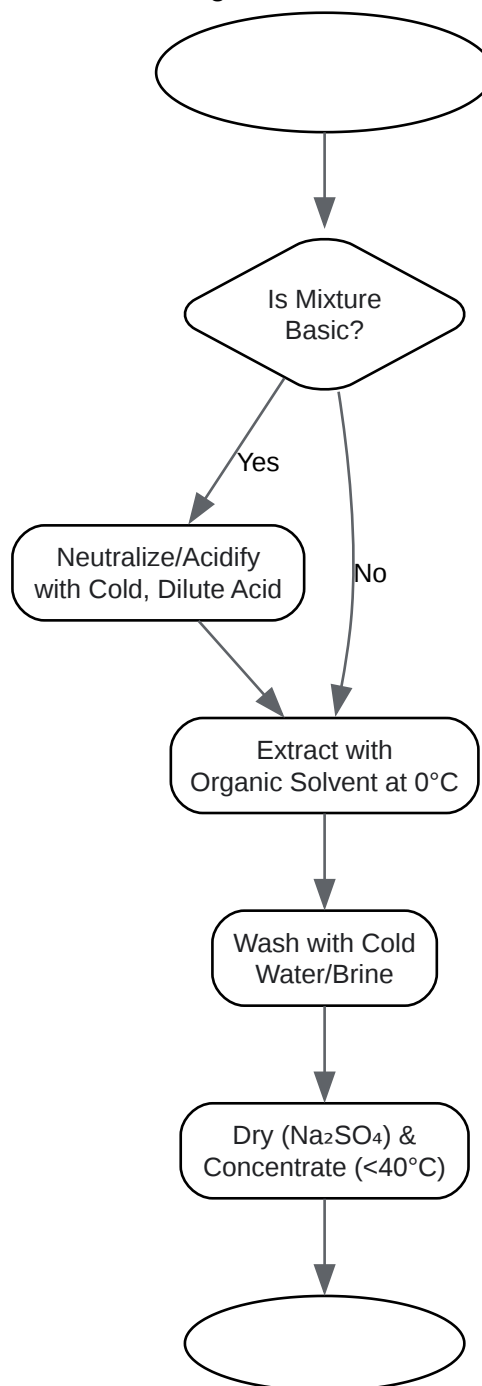 Is Mixture
Basic?
Yes
Neutralize/Acidify
with Cold, Dilute Acid
No
Extract with
Organic Solvent at 0°C
Wash with Cold
Water/Brine
Dry (Na₂SO₄) &
Concentrate (<40°C)